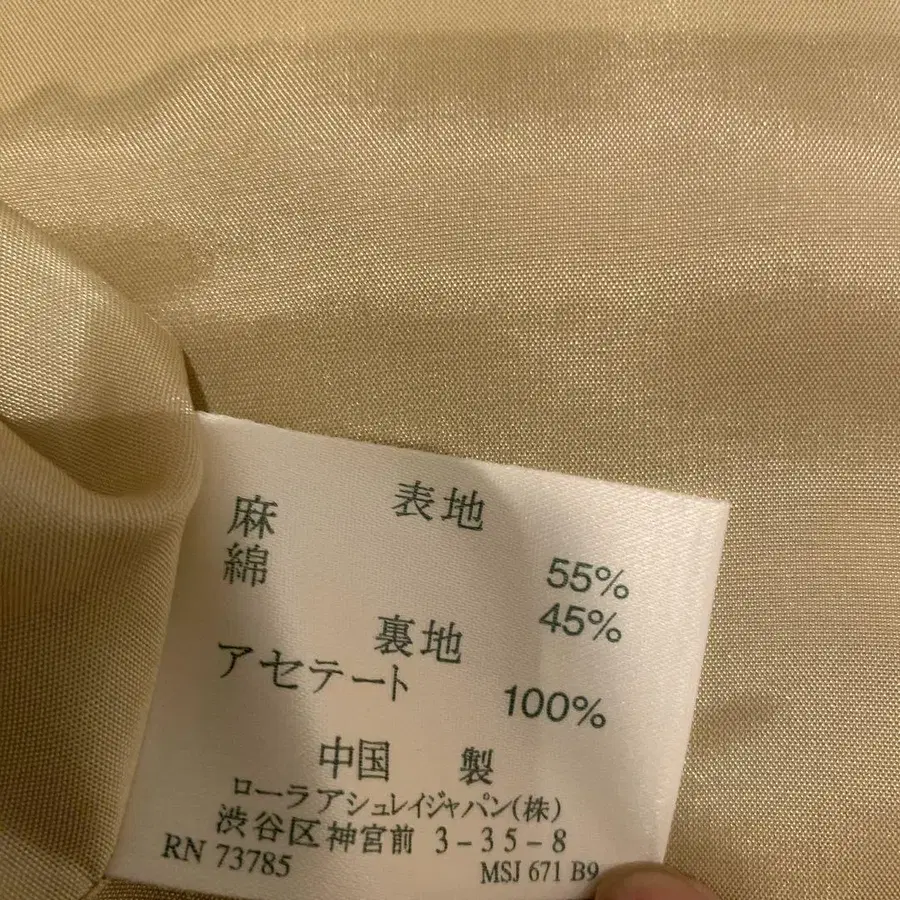 表地
麻 55%
綿 45%
裏地
アセテート 100%
中国 製
ローラアシュレイジャパン(株)
渋谷区神宮前 3-35-8
RN 73785 MSJ 671 B9